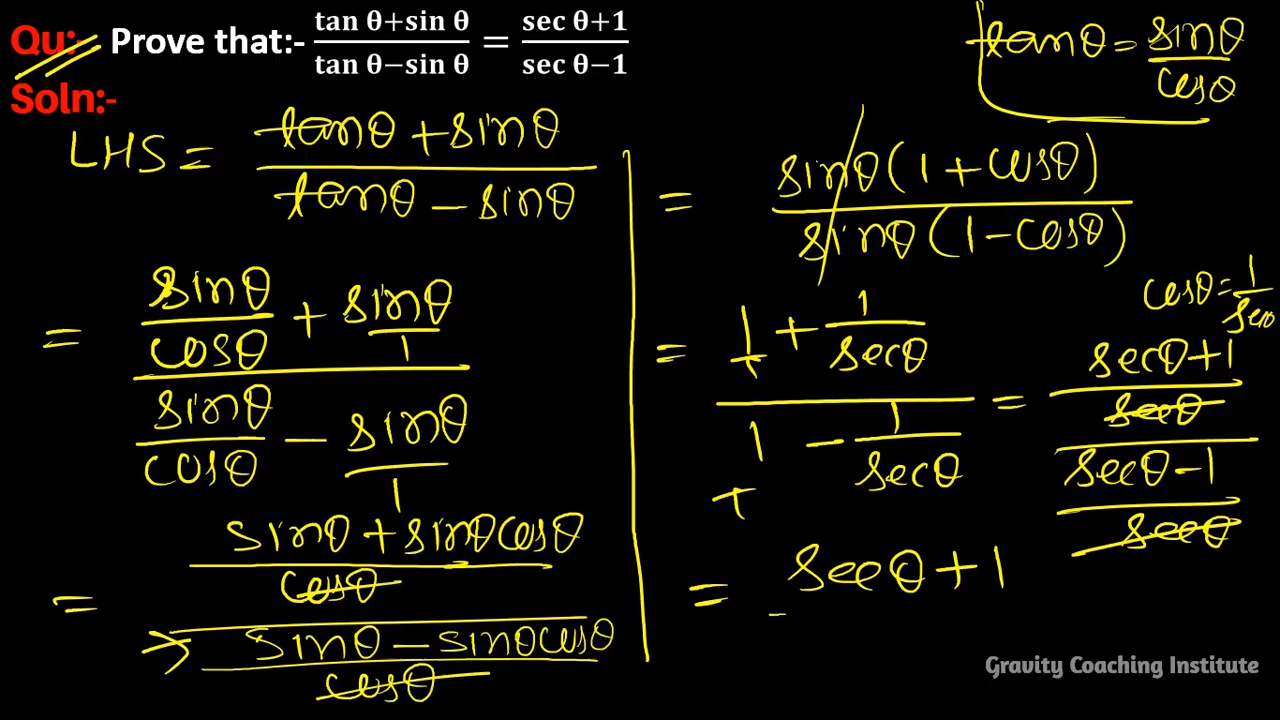 Qu:- Prove that:- (tan θ+sin θ)/(tan θ−sin θ) = (sec θ+1)/(sec θ−1)
Soln:-
tanθ = sinθ/cosθ
LHS = (tanθ + sinθ)/(tanθ − sinθ)
= (sinθ/cosθ + sinθ/1)/(sinθ/cosθ − sinθ/1)
= ((sinθ + sinθcosθ)/cosθ)/((sinθ − sinθcosθ)/cosθ)
= sinθ(1 + cosθ)/sinθ(1 − cosθ)
cosθ = 1/secθ
= (1/1 + 1/secθ)/(1/1 − 1/secθ) = ((secθ+1)/secθ)/((secθ−1)/secθ)
= secθ + 1
Gravity Coaching Institute